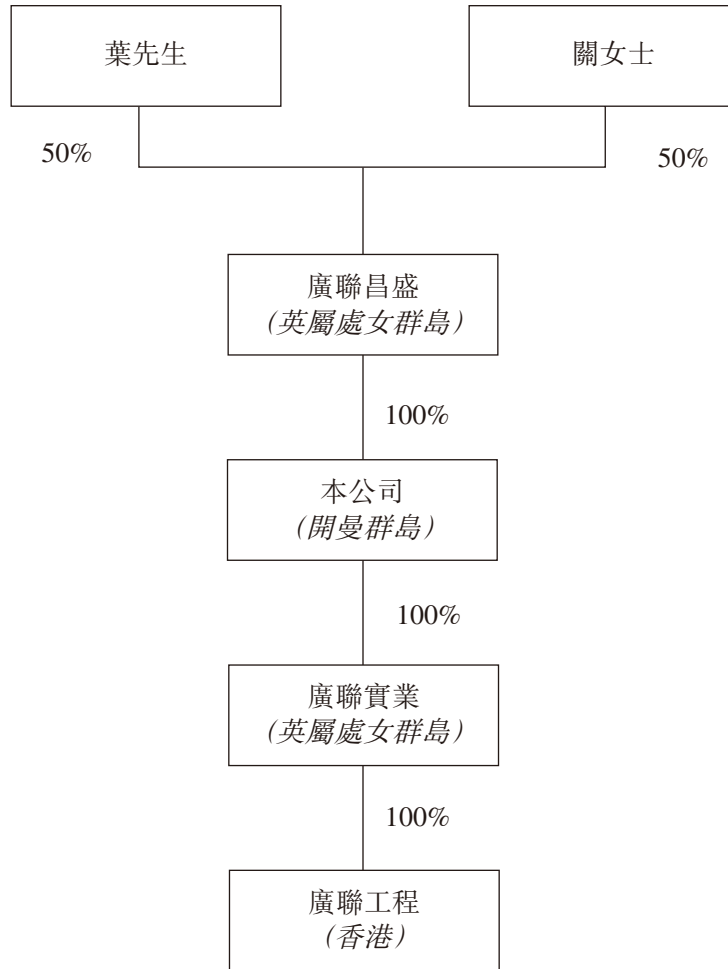 葉先生
關女士
50%
50%
廣聯昌盛
(英屬處女群島)
100%
本公司
(開曼群島)
100%
廣聯實業
(英屬處女群島)
100%
廣聯工程
(香港)